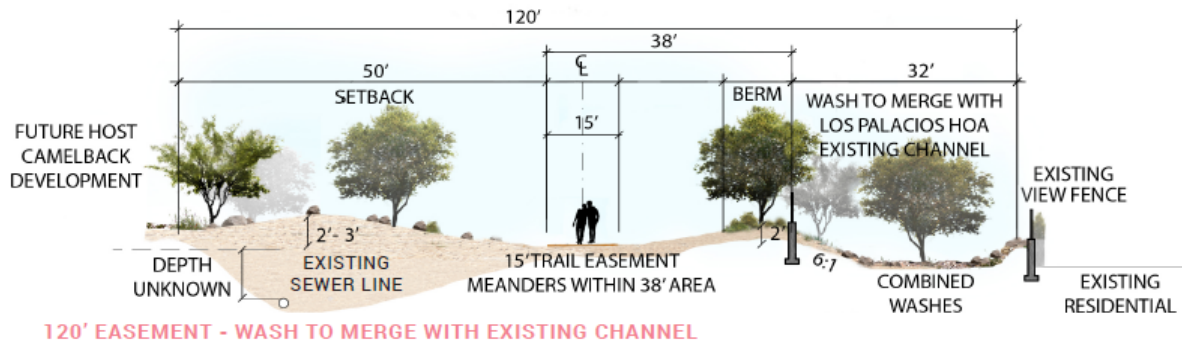 120'
38'
℄
50'
32'
SETBACK
BERM
15'
WASH TO MERGE WITH
LOS PALACIOS HOA
EXISTING CHANNEL
FUTURE HOST
CAMELBACK
DEVELOPMENT
EXISTING
VIEW FENCE
2'- 3'
2'
6:1
DEPTH
UNKNOWN
EXISTING
SEWER LINE
15' TRAIL EASEMENT
MEANDERS WITHIN 38' AREA
COMBINED
WASHES
EXISTING
RESIDENTIAL
120' EASEMENT - WASH TO MERGE WITH EXISTING CHANNEL